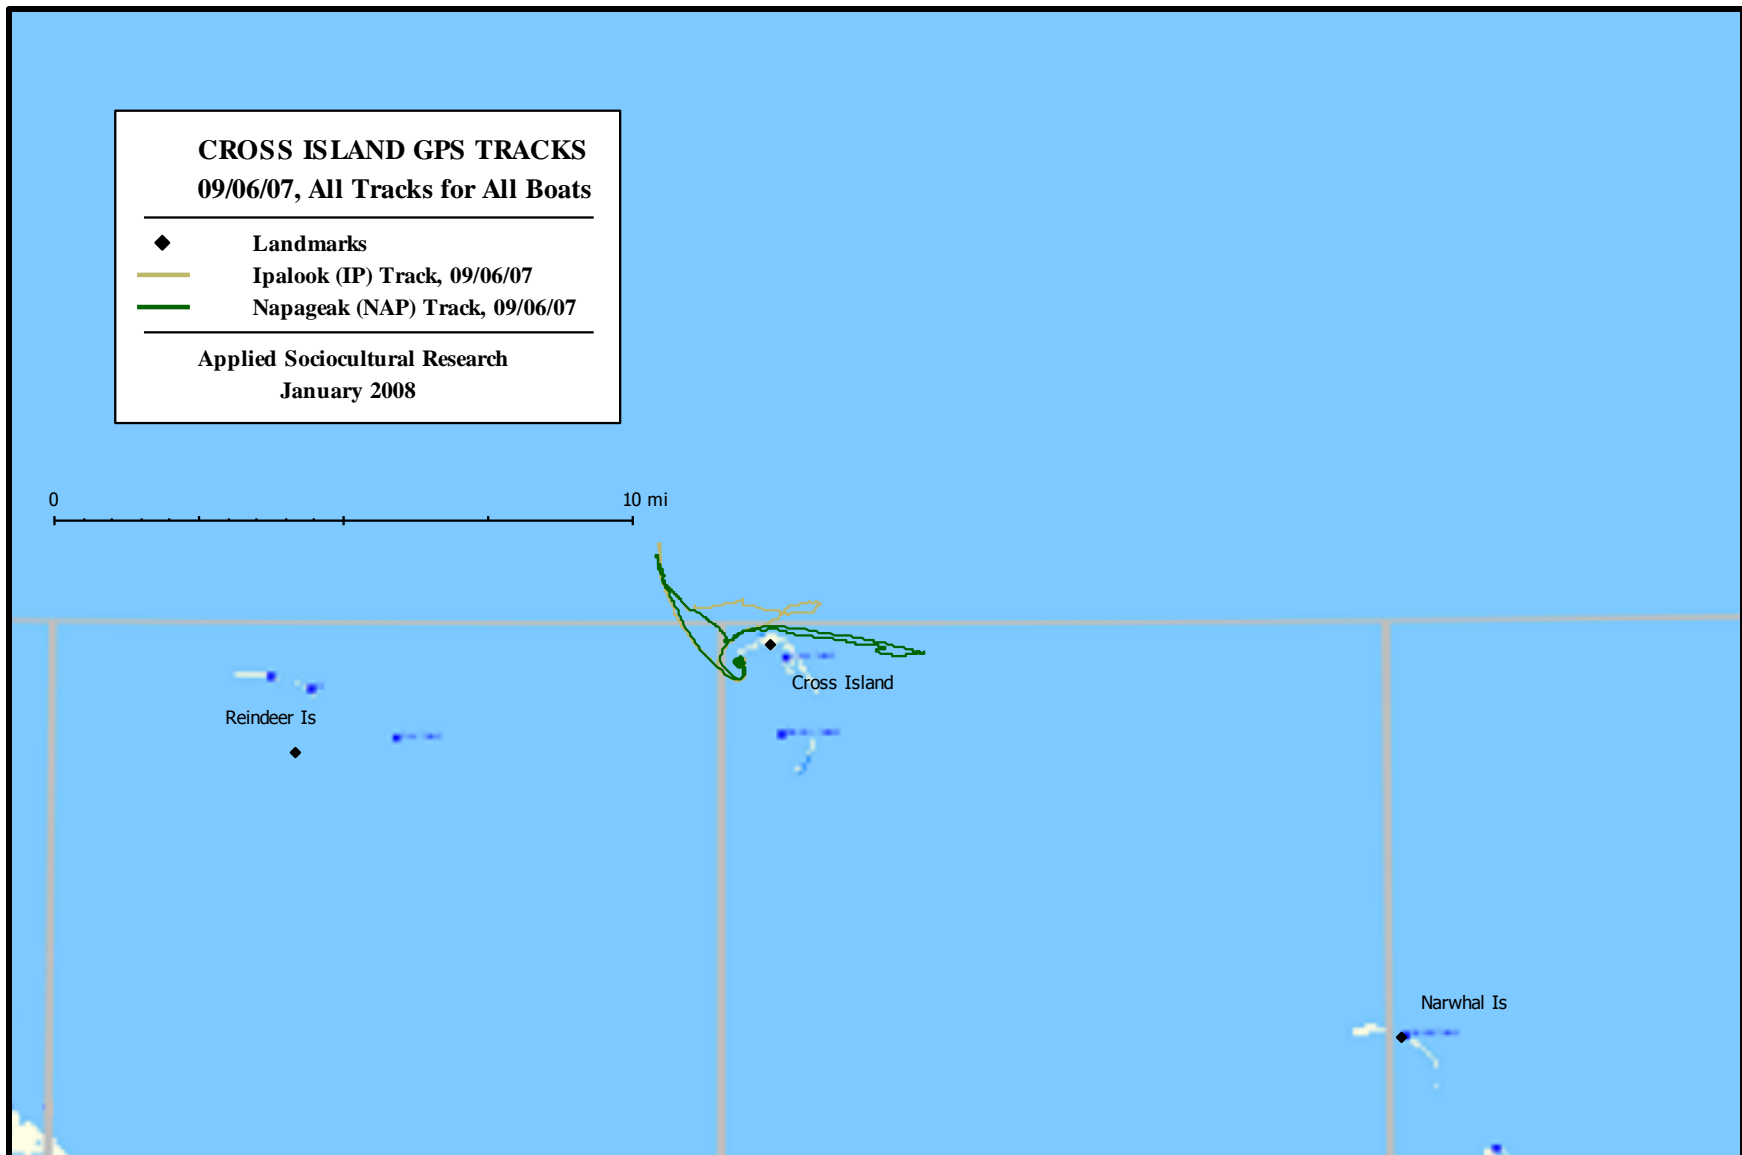 CROSS ISLAND GPS TRACKS
09/06/07, All Tracks for All Boats
Landmarks
Ipalook (IP) Track, 09/06/07
Napageak (NAP) Track, 09/06/07
Applied Sociocultural Research
January 2008
0 10 mi
Cross Island
Reindeer Is
Narwhal Is